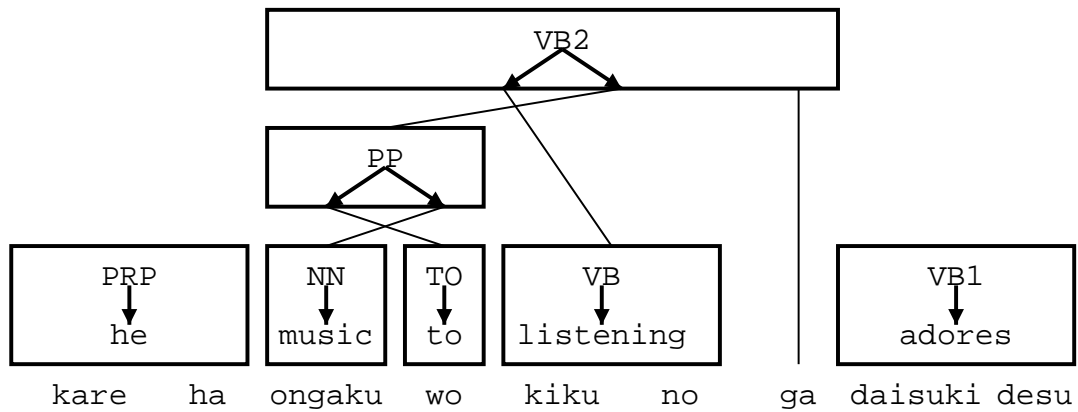 VB2
PP
PRP NN TO VB VB1
he music to listening adores
kare ha ongaku wo kiku no ga daisuki desu